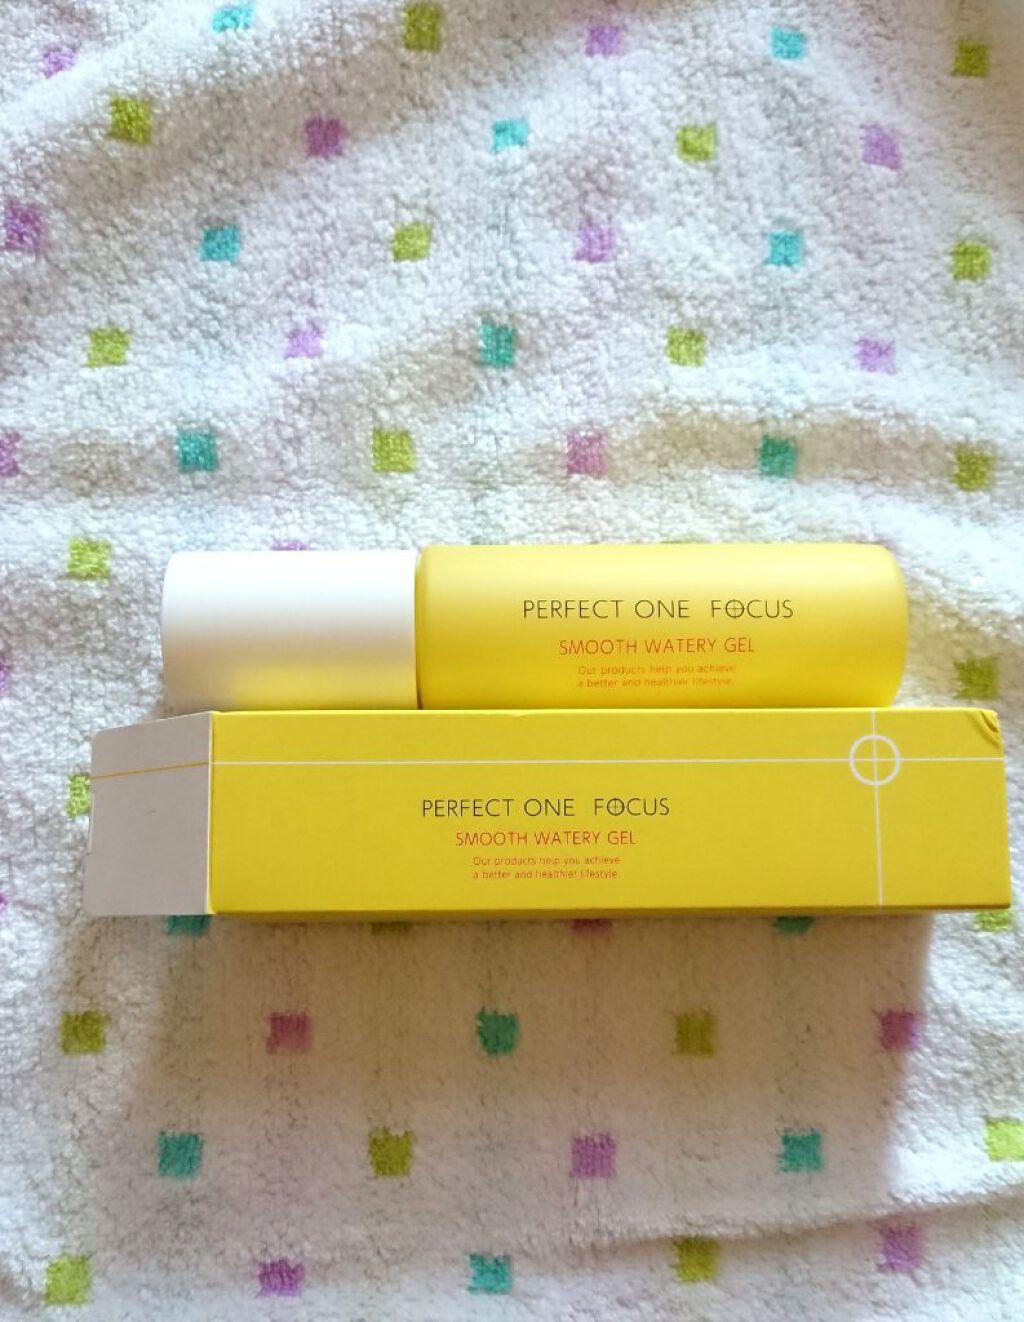 PERFECT ONE FOCUS
SMOOTH WATERY GEL
Our products help you achieve
a better and healthier lifestyle.
PERFECT ONE FOCUS
SMOOTH WATERY GEL
Our products help you achieve
a better and healthier lifestyle.